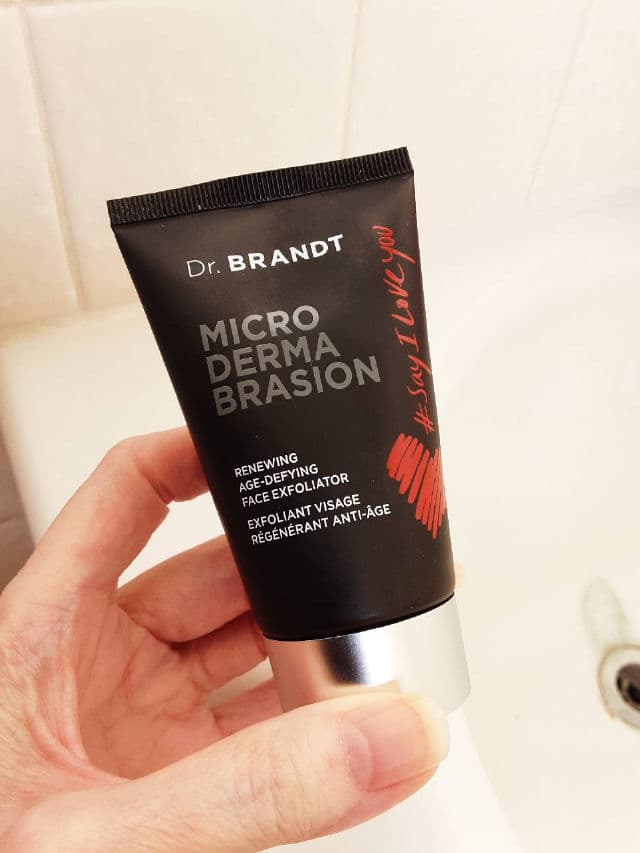 Dr. BRANDT
MICRO
DERMA
BRASION
RENEWING
AGE-DEFYING
FACE EXFOLIATOR
EXFOLIANT VISAGE
RÉGÉNÉRANT ANTI-ÂGE
#Say I Love you